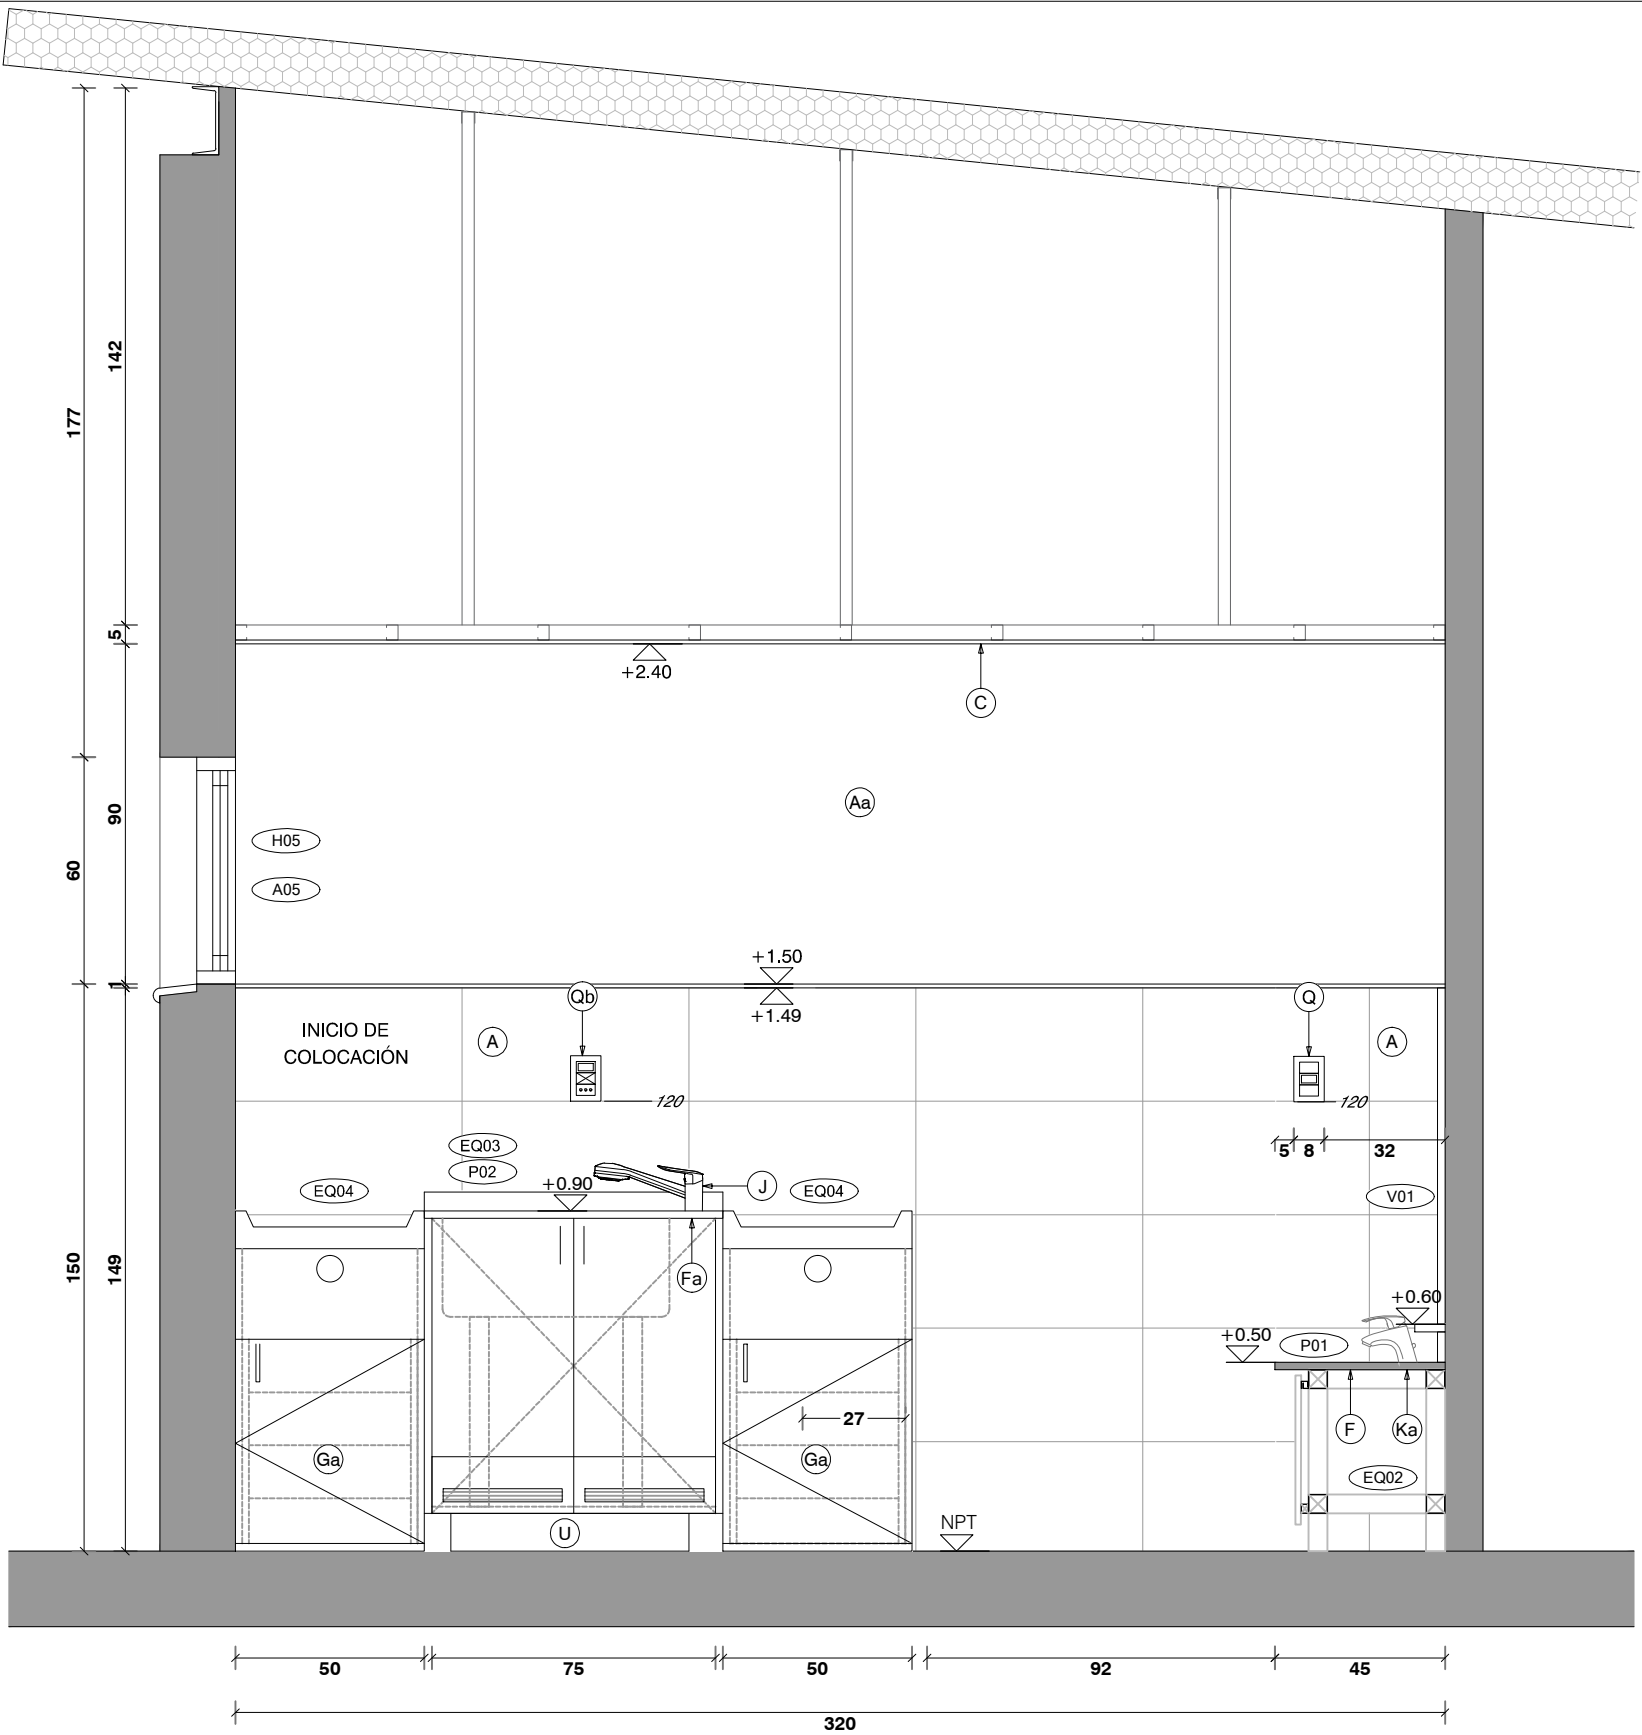 142
177
5
+2.40
C
90
60
Aa
H05
A05
+1.50
1
Qb
Q
+1.49
INICIO DE
COLOCACIÓN
A
A
120
120
5 8 32
EQ03
P02
+0.90
J
EQ04
EQ04
V01
150
149
Fa
+0.60
+0.50
P01
27
F
Ka
Ga
Ga
EQ02
U
NPT
50 75 50 92 45
320